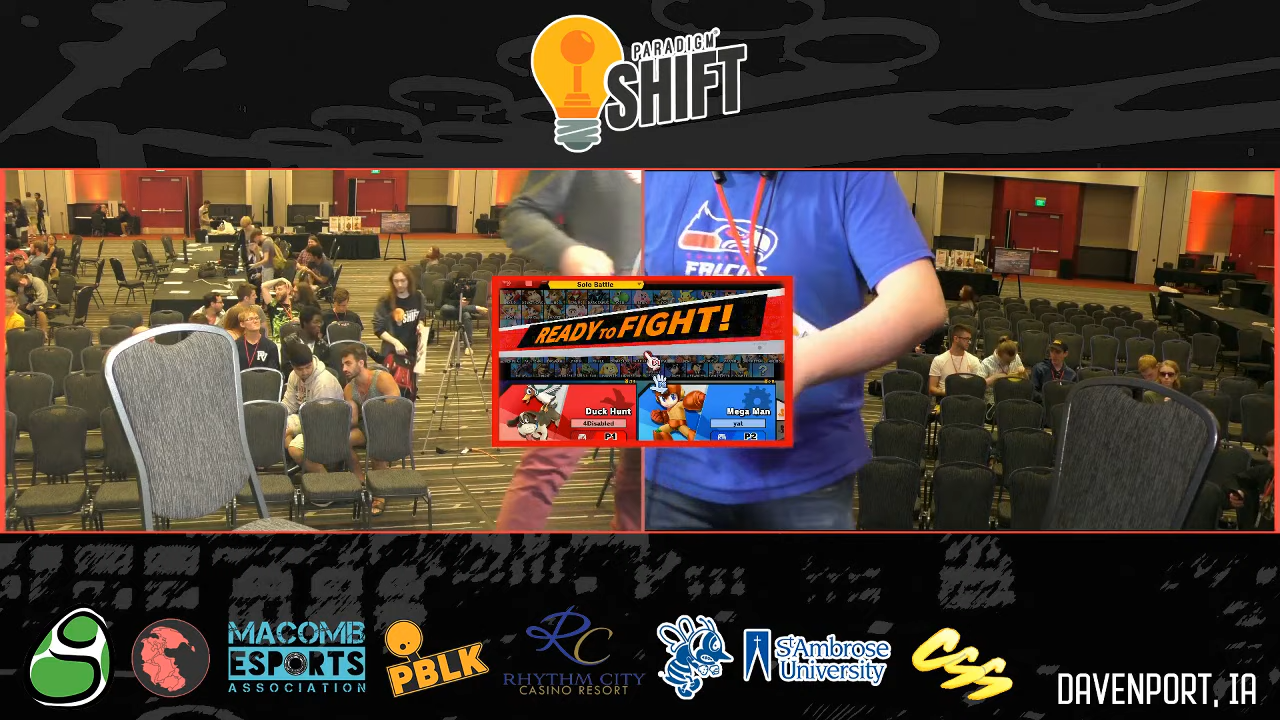 PARADIGM
SHIFT
FALCONS
Solo Battle
READY TO FIGHT!
Duck Hunt
4Disabled
P1
Mega Man
yat
P2
S
MACOMB
ESPORTS
ASSOCIATION
PBLK
RC
RHYTHM CITY
CASINO RESORT
St Ambrose
University
CSS
DAVENPORT, IA